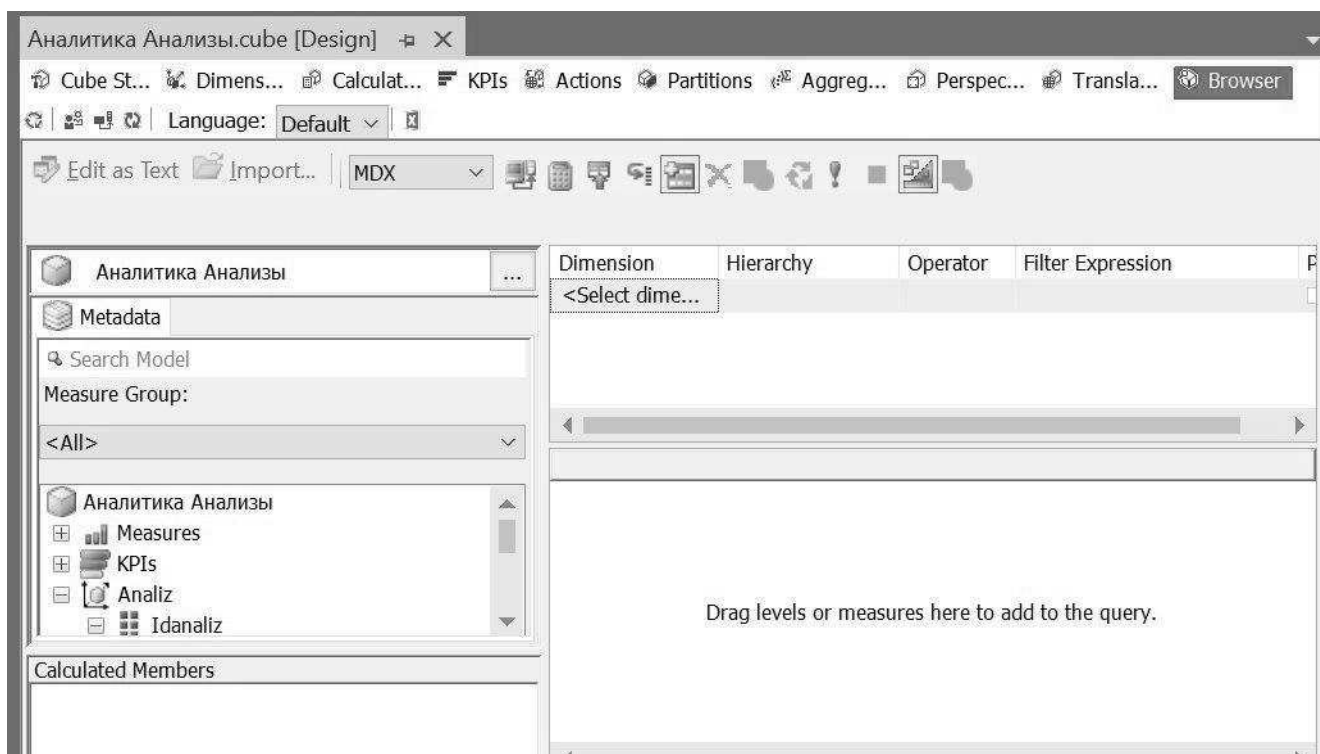 Аналитика Анализы.cube [Design]
Cube St... Dimens... Calculat... KPIs Actions Partitions Aggreg... Perspec... Transla... Browser
Language: Default
Edit as Text Import... MDX
Аналитика Анализы ...
Metadata
Search Model
Measure Group:
<All>
Аналитика Анализы
Measures
KPIs
Analiz
Idanaliz
Calculated Members
Dimension Hierarchy Operator Filter Expression
<Select dime...
Drag levels or measures here to add to the query.